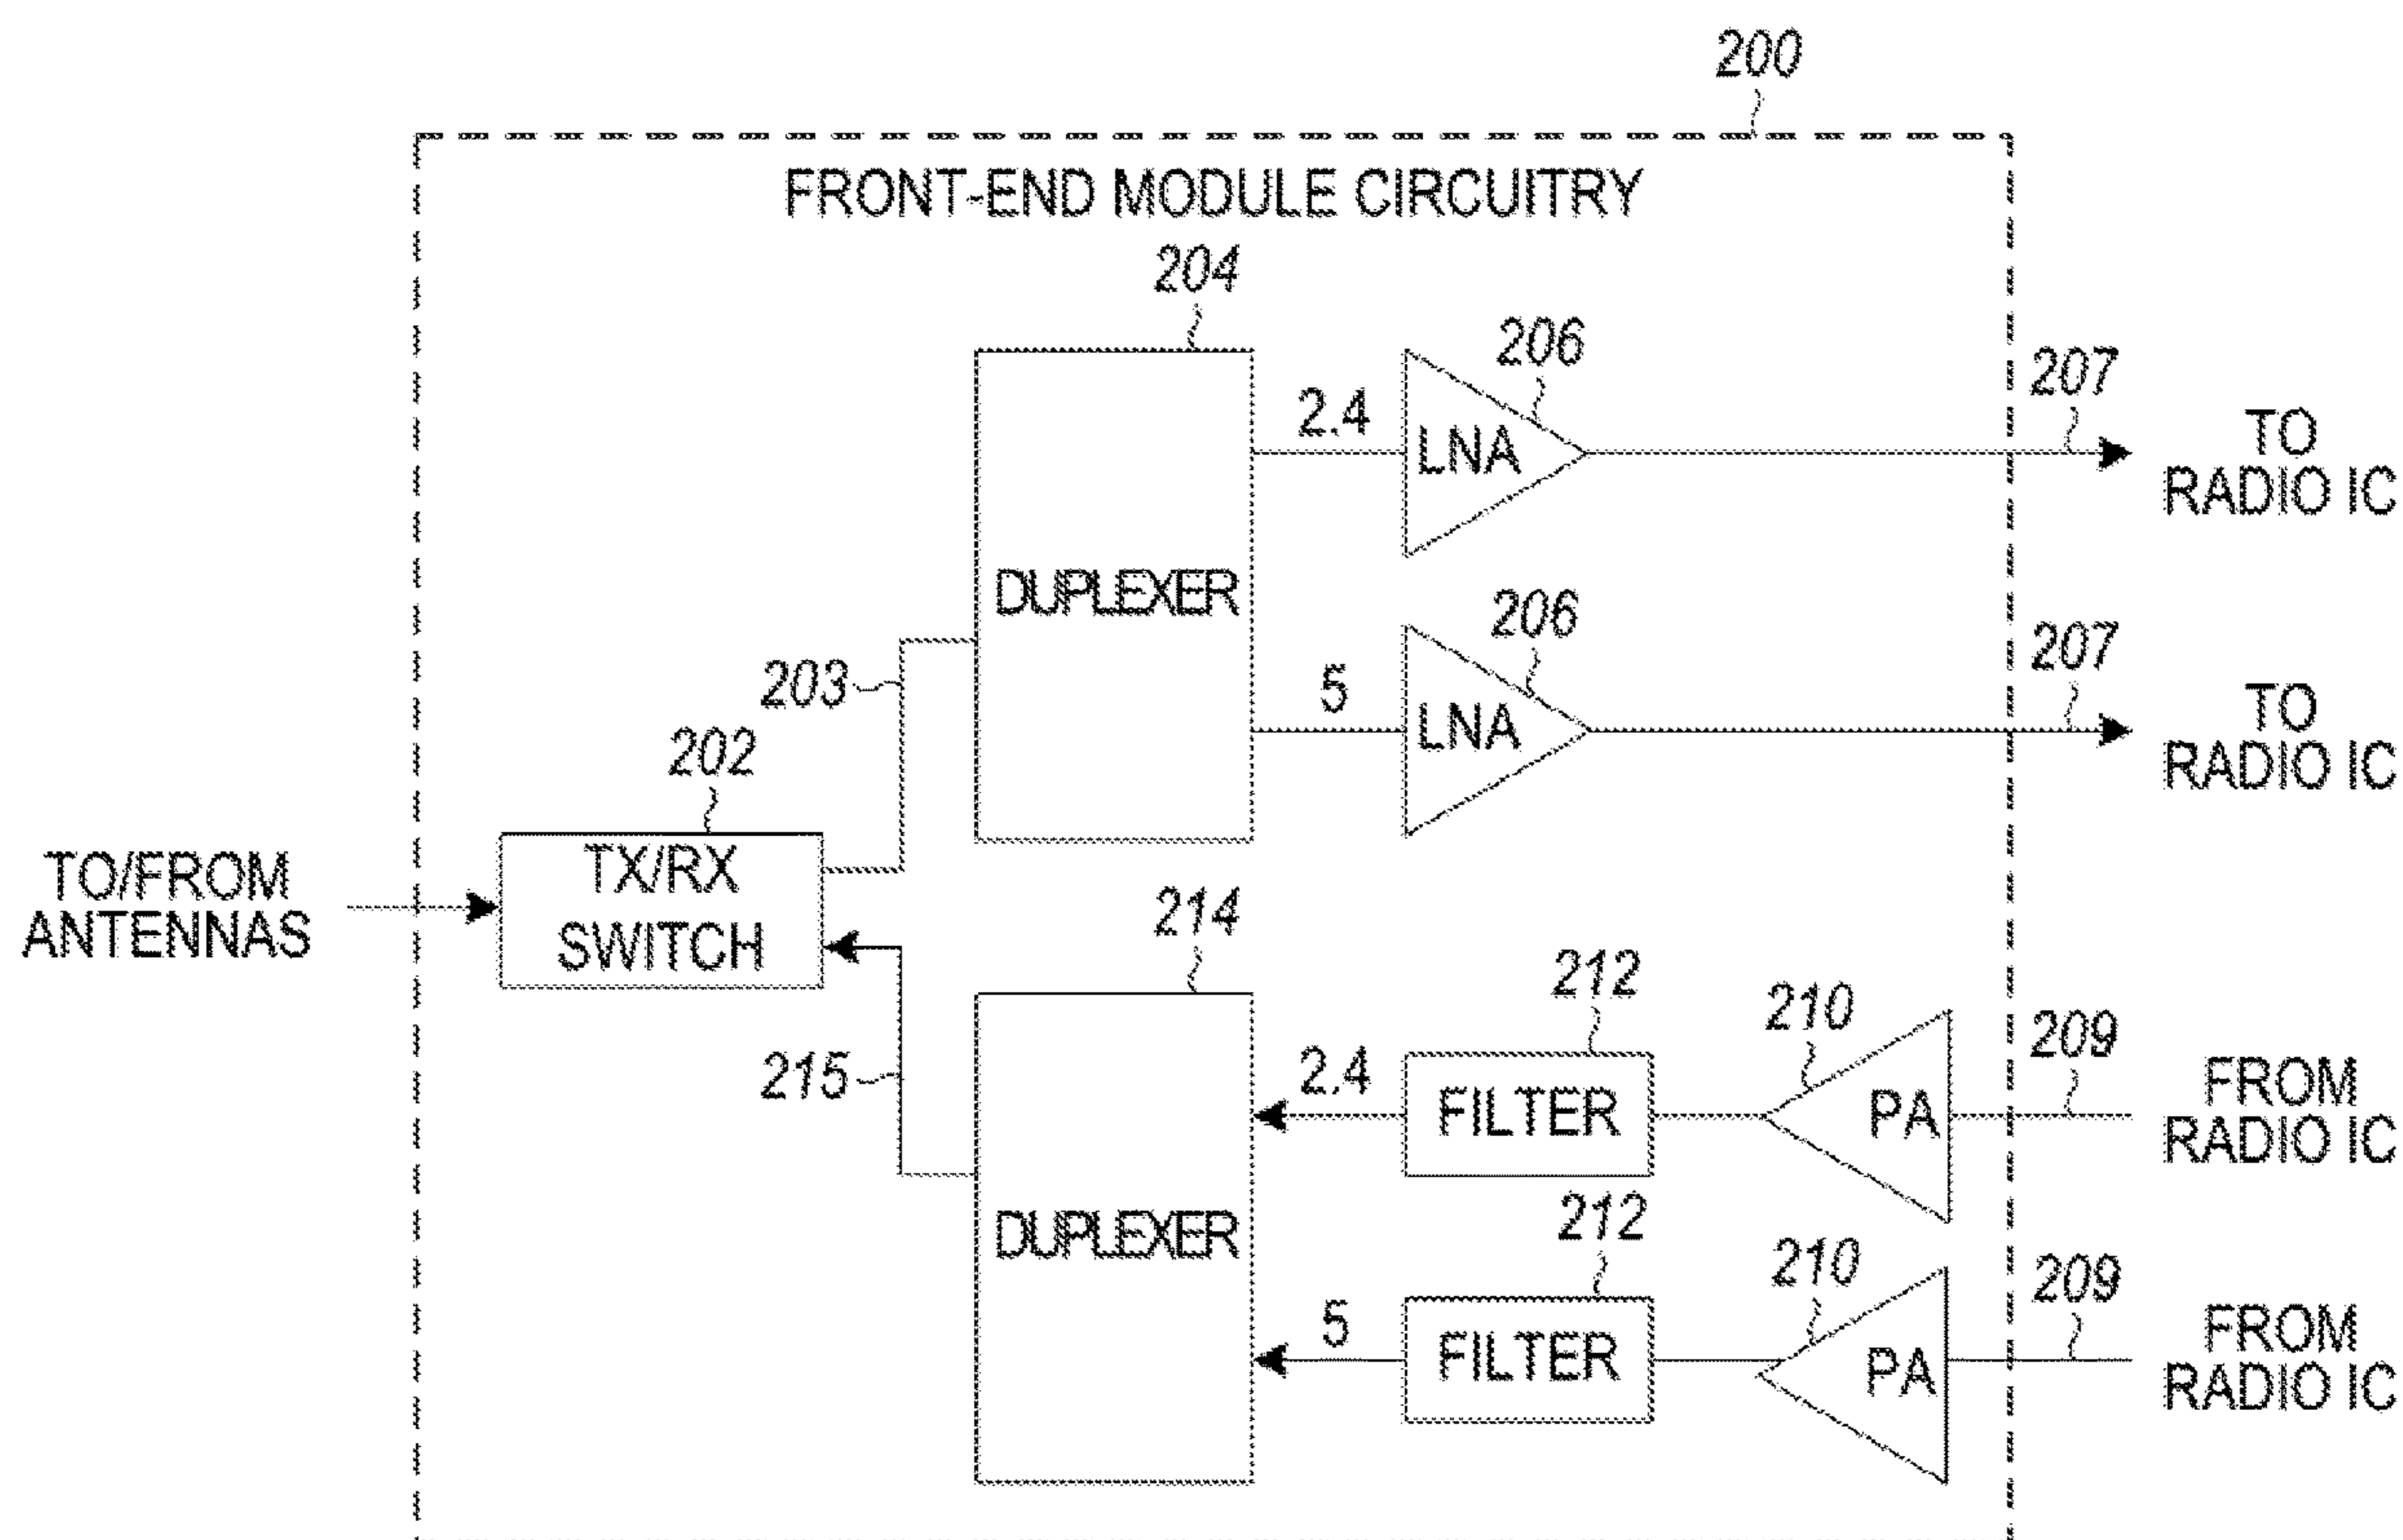 200
FRONT-END MODULE CIRCUITRY
204
206
207
2.4
LNA
TO
RADIO IC
DUPLEXER
206
207
203
5
LNA
TO
RADIO IC
202
TO/FROM
ANTENNAS
TX/RX
SWITCH
214
212
210
209
215
2.4
FILTER
PA
FROM
RADIO IC
DUPLEXER
212
210
209
5
FILTER
PA
FROM
RADIO IC